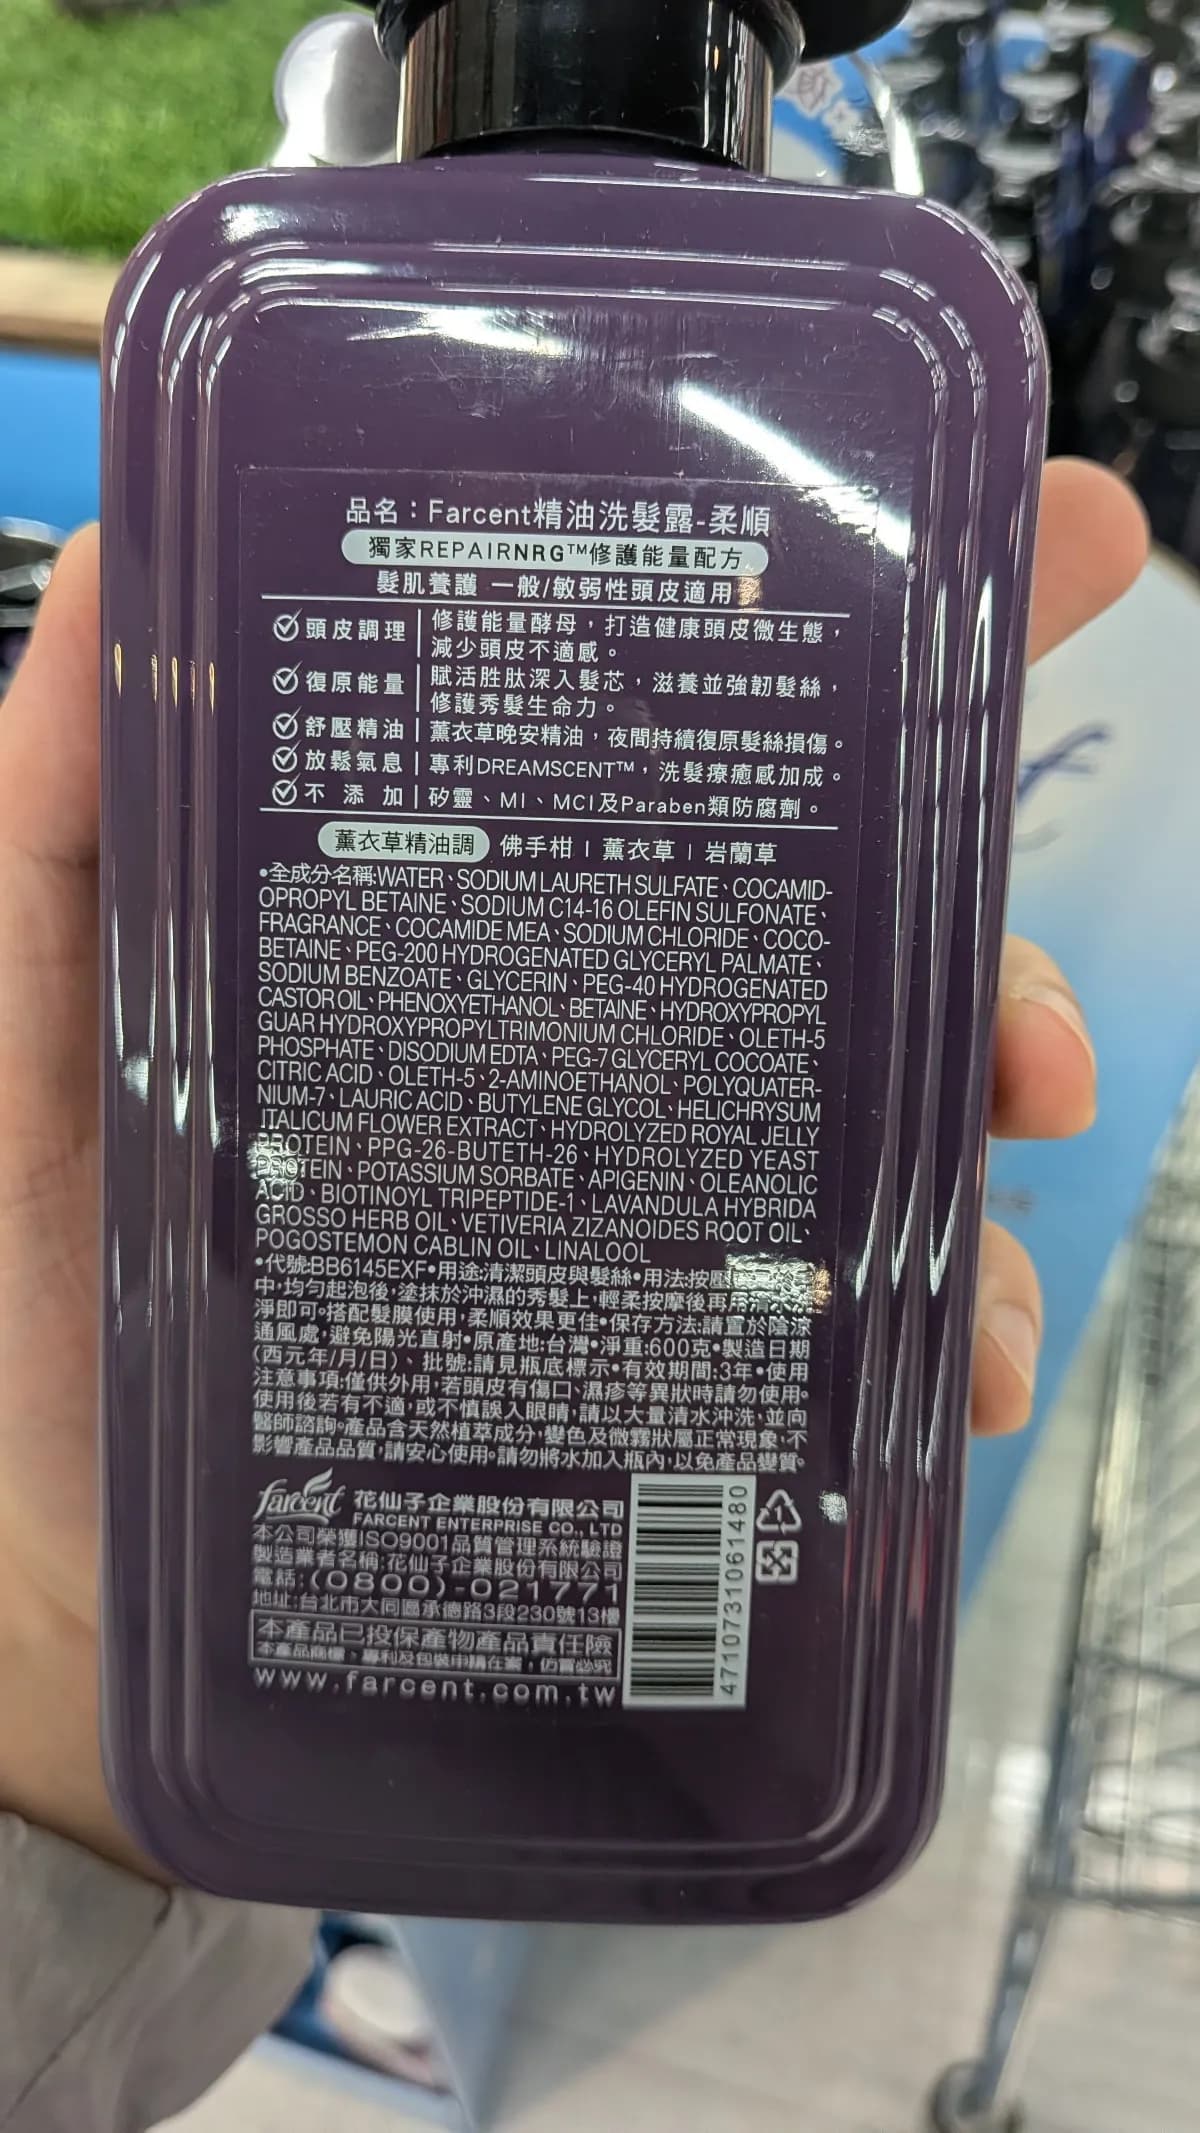 品名：Farcent精油洗髮露-柔順
獨家REPAIRNRG™修護能量配方
髮肌養護 一般/敏弱性頭皮適用
頭皮調理｜修護能量酵母，打造健康頭皮微生態，
減少頭皮不適感。
復原能量｜賦活胜肽深入髮芯，滋養並強韌髮絲，
修護秀髮生命力。
舒壓精油｜薰衣草晚安精油，夜間持續復原髮絲損傷。
放鬆氣息｜專利DREAMSCENT™，洗髮療癒感加成。
不添加｜矽靈、MI、MCI及Paraben類防腐劑。
薰衣草精油調 佛手柑｜薰衣草｜岩蘭草
•全成分名稱:WATER、SODIUM LAURETH SULFATE、COCAMID-
OPROPYL BETAINE、SODIUM C14-16 OLEFIN SULFONATE、
FRAGRANCE、COCAMIDE MEA、SODIUM CHLORIDE、COCO-
BETAINE、PEG-200 HYDROGENATED GLYCERYL PALMATE、
SODIUM BENZOATE、GLYCERIN、PEG-40 HYDROGENATED
CASTOR OIL、PHENOXYETHANOL、BETAINE、HYDROXYPROPYL
GUAR HYDROXYPROPYLTRIMONIUM CHLORIDE、OLETH-5
PHOSPHATE、DISODIUM EDTA、PEG-7 GLYCERYL COCOATE、
CITRIC ACID、OLETH-5、2-AMINOETHANOL、POLYQUATER-
NIUM-7、LAURIC ACID、BUTYLENE GLYCOL、HELICHRYSUM
ITALICUM FLOWER EXTRACT、HYDROLYZED ROYAL JELLY
PROTEIN、PPG-26-BUTETH-26、HYDROLYZED YEAST
PROTEIN、POTASSIUM SORBATE、APIGENIN、OLEANOLIC
ACID、BIOTINOYL TRIPEPTIDE-1、LAVANDULA HYBRIDA
GROSSO HERB OIL、VETIVERIA ZIZANOIDES ROOT OIL、
POGOSTEMON CABLIN OIL、LINALOOL
•代號:BB6145EXF•用途:清潔頭皮與髮絲•用法:按壓
中,均勻起泡後,塗抹於沖濕的秀髮上,輕柔按摩後再用清水
淨即可。搭配髮膜使用,柔順效果更佳•保存方法:請置於陰涼
通風處,避免陽光直射•原產地:台灣•淨重:600克•製造日期
(西元年/月/日)、批號:請見瓶底標示•有效期間:3年•使用
注意事項:僅供外用,若頭皮有傷口、濕疹等異狀時請勿使用。
使用後若有不適,或不慎誤入眼睛,請以大量清水沖洗,並向
醫師諮詢。產品含天然植萃成分,變色及微霧狀屬正常現象,不
影響產品品質,請安心使用。請勿將水加入瓶內,以免產品變質。
farcent 花仙子企業股份有限公司
FARCENT ENTERPRISE CO., LTD
本公司榮獲ISO9001品質管理系統驗證
製造業者名稱:花仙子企業股份有限公司
電話:(0800)-021771
地址:台北市大同區承德路3段230號13樓
本產品已投保產物產品責任險
本產品商標、專利及包裝申請在案，仿冒必究
www.farcent.com.tw
4710731061480